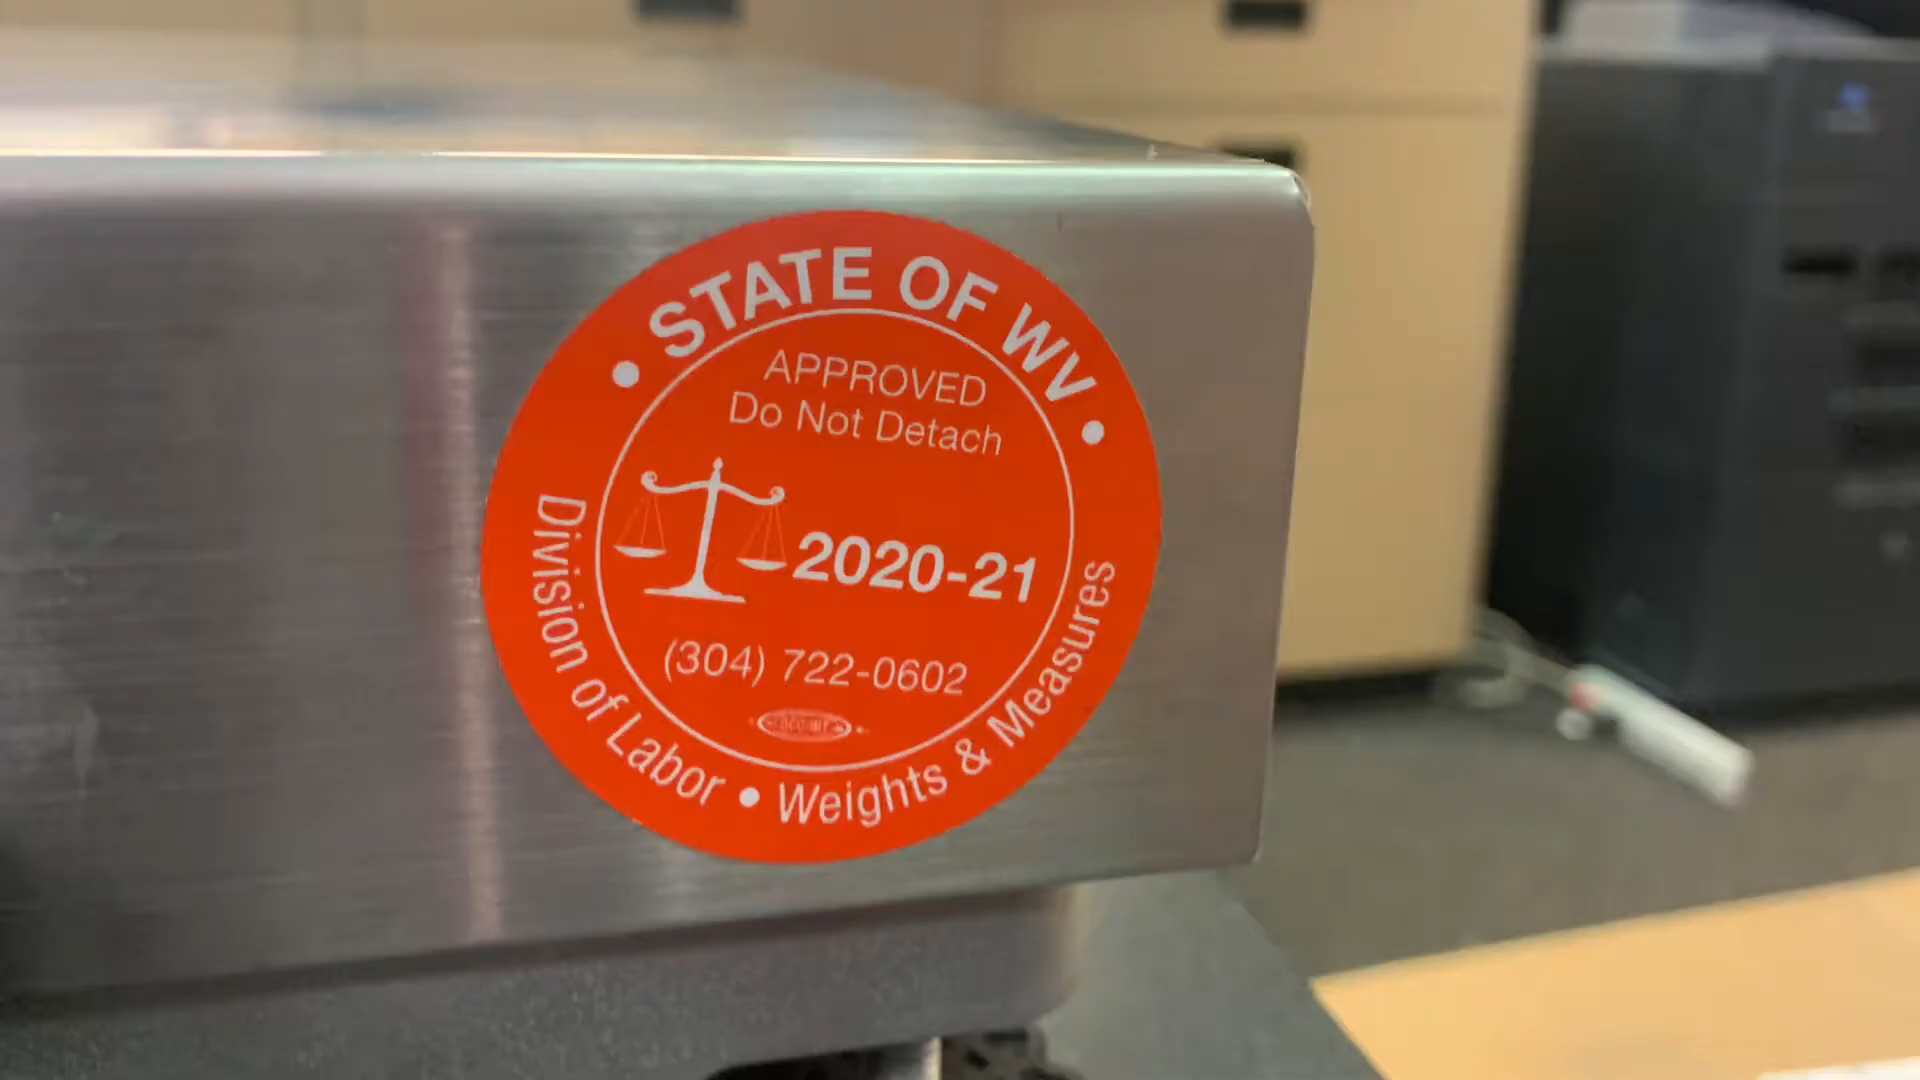 • STATE OF WV •
APPROVED
Do Not Detach
2020-21
(304) 722-0602
Division of Labor • Weights & Measures